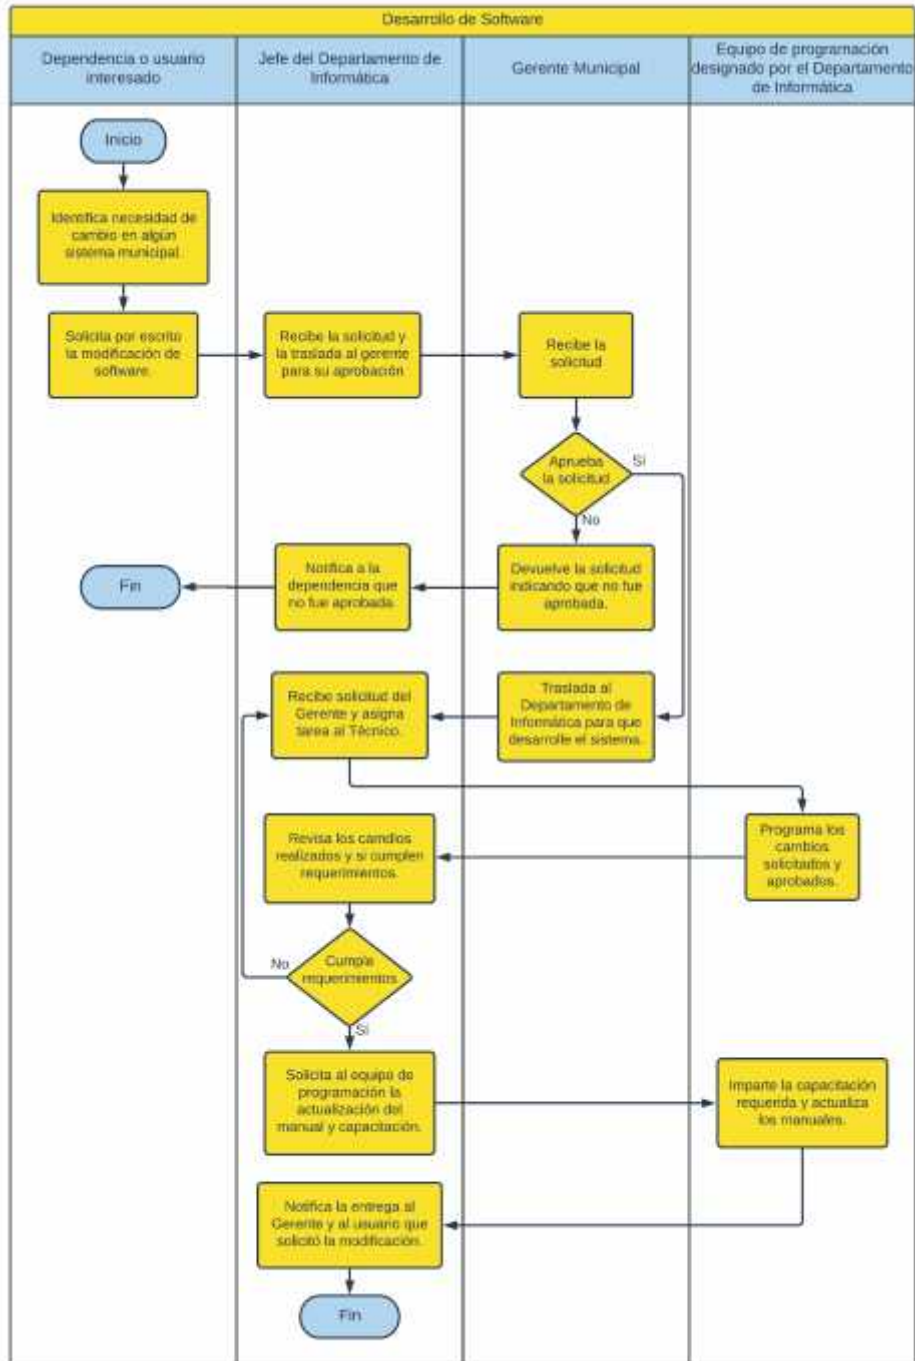 Desarrollo de Software
Dependencia o usuario
interesado
Jefe del Departamento de
Informática
Gerente Municipal
Equipo de programación
designado por el Departamento
de Informática
Inicio
Identifica necesidad de
cambio en algún
sistema municipal.
Solicita por escrito
la modificación de
software.
Recibe la solicitud y
la traslada al gerente
para su aprobación
Recibe la
solicitud
Aprueba
la solicitud
Si
No
Devuelve la solicitud
indicando que no fue
aprobada.
Notifica a la
dependencia que
no fue aprobada.
Fin
Traslada al
Departamento de
Informática para que
desarrolle el sistema.
Recibe solicitud del
Gerente y asigna
tarea al Técnico.
Programa los
cambios
solicitados y
aprobados.
Revisa los
realizados y si cumplen
requerimientos.
Cumple
requerimientos
No
Si
Solicita al equipo de
programación la
actualización del
manual y capacitación.
Imparte la capacitación
requerida y actualiza
los manuales.
Notifica la entrega al
Gerente y al usuario que
solicitó la modificación.
Fin